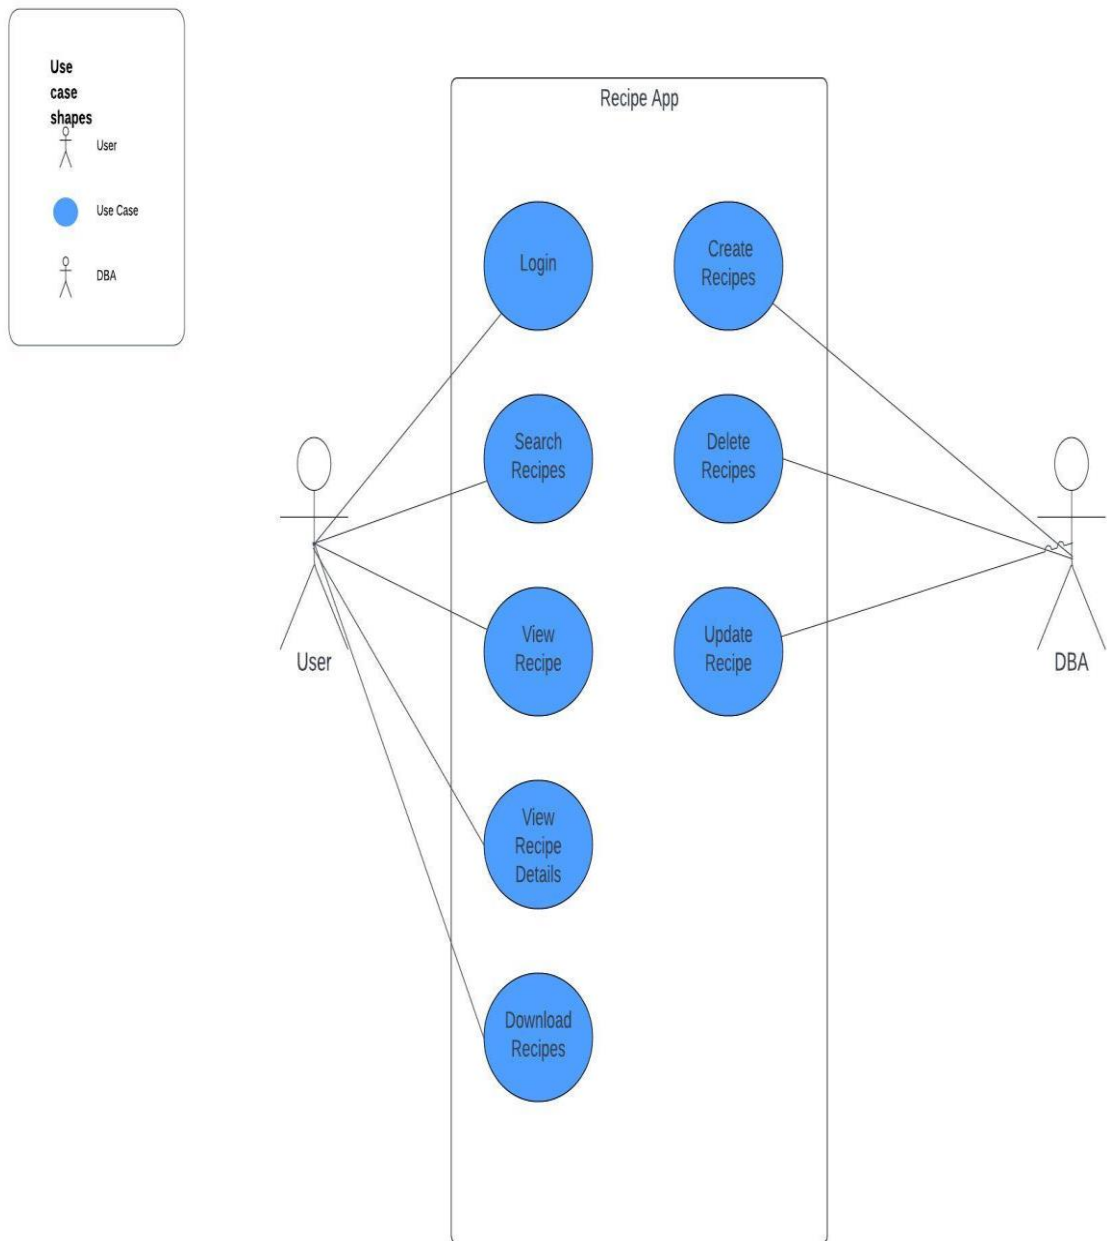 Use
case
shapes
User
Use Case
DBA
Recipe App
Login
Create
Recipes
Search
Recipes
Delete
Recipes
View
Recipe
Update
Recipe
User
DBA
View
Recipe
Details
Download
Recipes